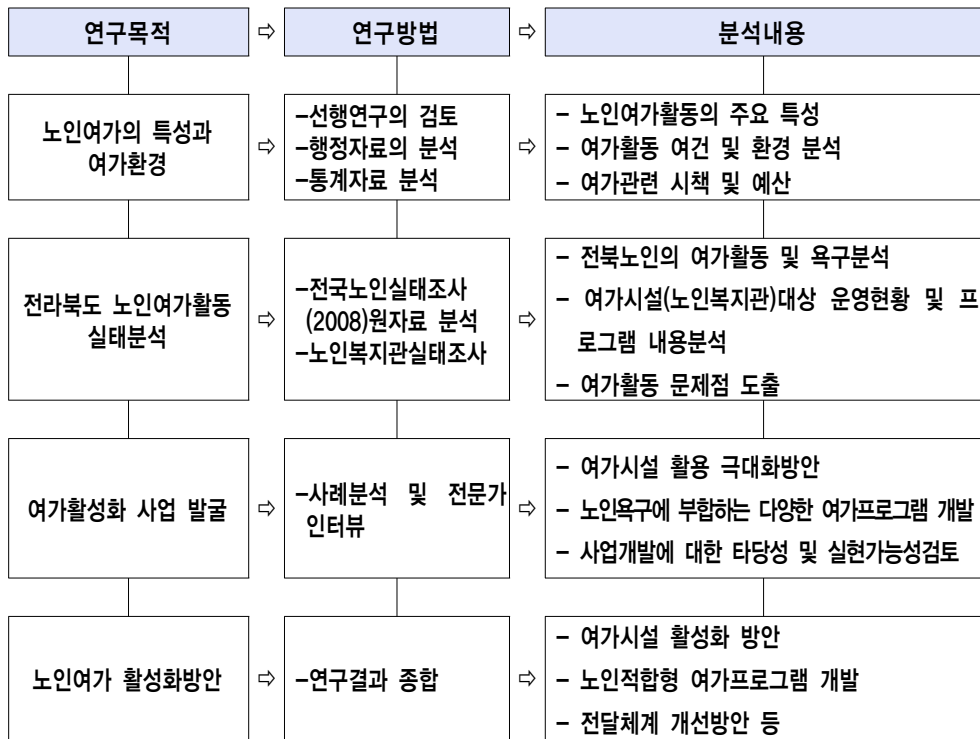 연구목적 ⇨ 연구방법 ⇨ 분석내용
노인여가의 특성과
여가환경
⇨
-선행연구의 검토
-행정자료의 분석
-통계자료 분석
⇨
- 노인여가활동의 주요 특성
- 여가활동 여건 및 환경 분석
- 여가관련 시책 및 예산
전라북도 노인여가활동
실태분석
⇨
-전국노인실태조사
(2008)원자료 분석
-노인복지관실태조사
⇨
- 전북노인의 여가활동 및 욕구분석
- 여가시설(노인복지관)대상 운영현황 및 프
로그램 내용분석
- 여가활동 문제점 도출
여가활성화 사업 발굴
⇨
-사례분석 및 전문가
인터뷰
⇨
- 여가시설 활용 극대화방안
- 노인욕구에 부합하는 다양한 여가프로그램 개발
- 사업개발에 대한 타당성 및 실현가능성검토
노인여가 활성화방안
⇨
-연구결과 종합
⇨
- 여가시설 활성화 방안
- 노인적합형 여가프로그램 개발
- 전달체계 개선방안 등